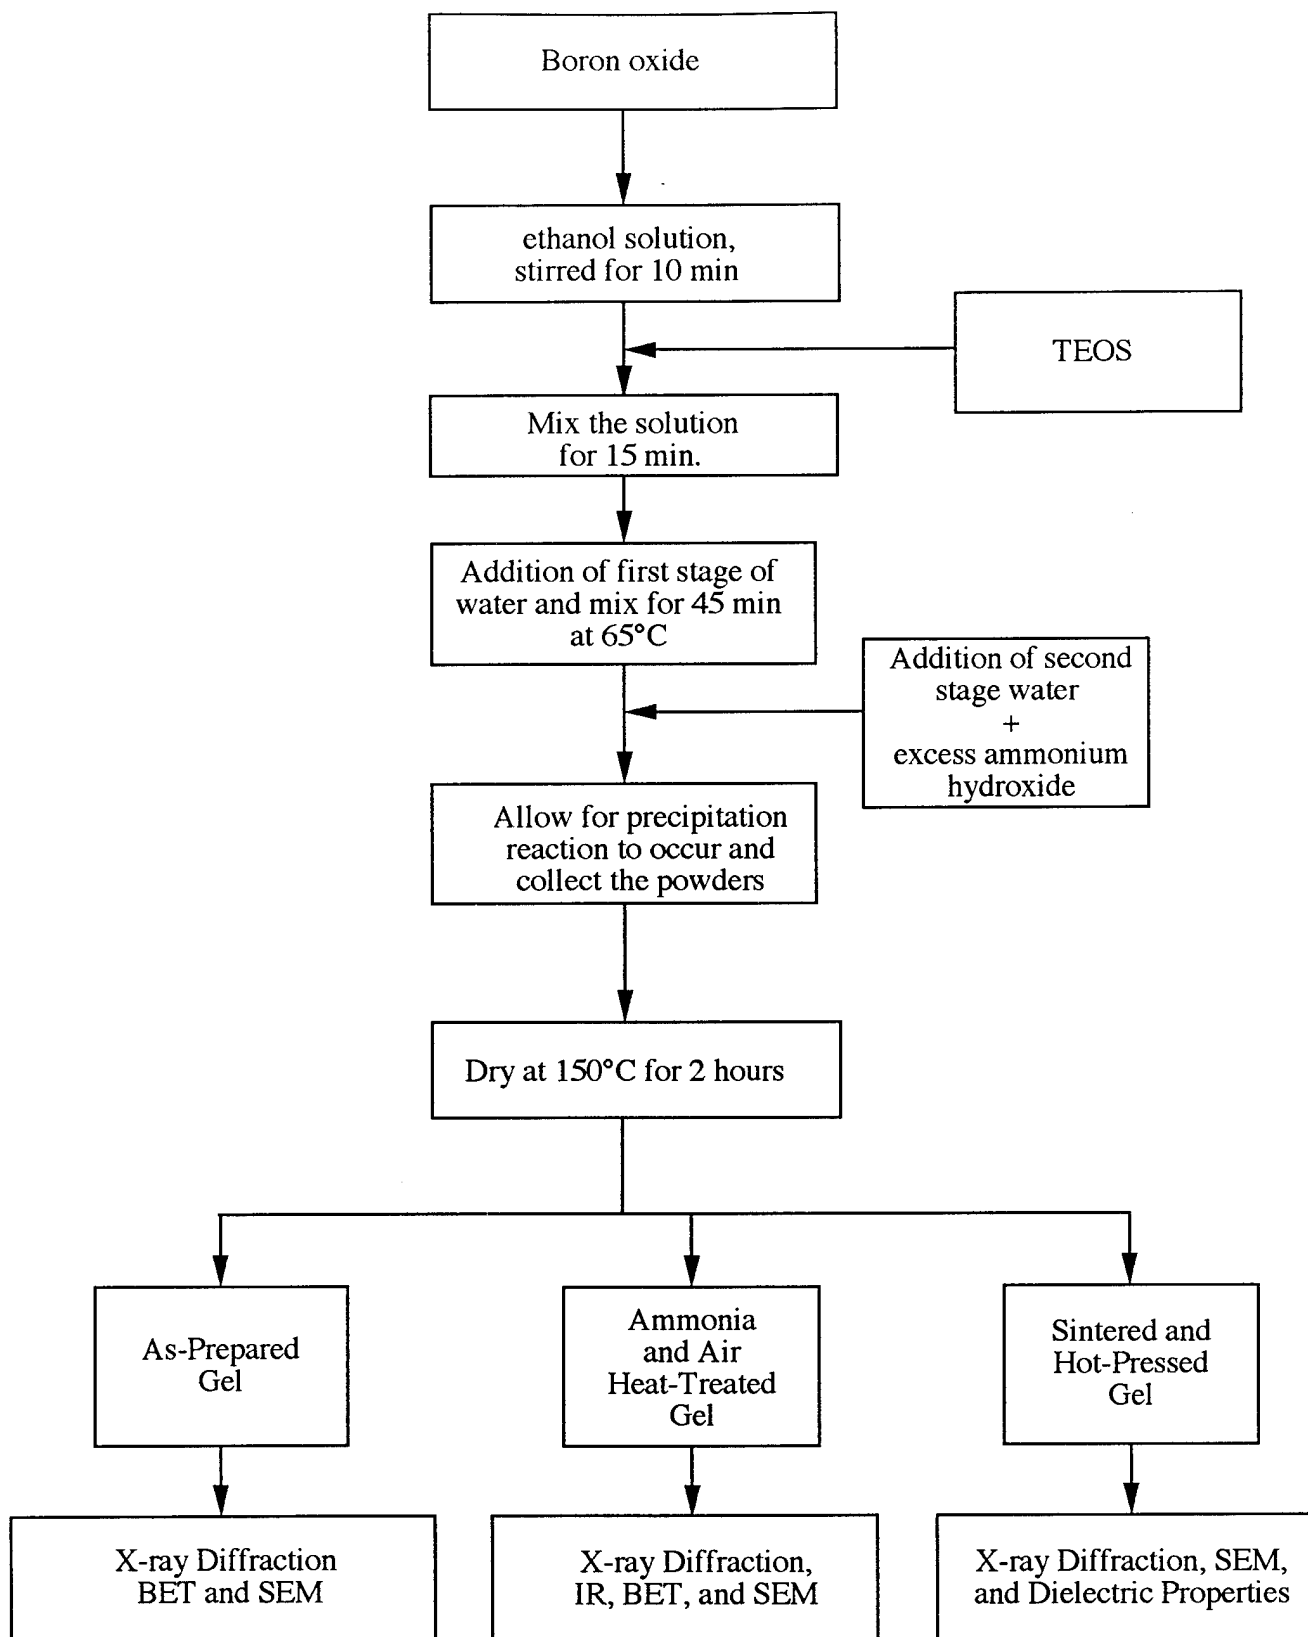 Boron oxide
ethanol solution,
stirred for 10 min
TEOS
Mix the solution
for 15 min.
Addition of first stage of
water and mix for 45 min
at 65°C
Addition of second
stage water
+
excess ammonium
hydroxide
Allow for precipitation
reaction to occur and
collect the powders
Dry at 150°C for 2 hours
As-Prepared
Gel
Ammonia
and Air
Heat-Treated
Gel
Sintered and
Hot-Pressed
Gel
X-ray Diffraction
BET and SEM
X-ray Diffraction,
IR, BET, and SEM
X-ray Diffraction, SEM,
and Dielectric Properties